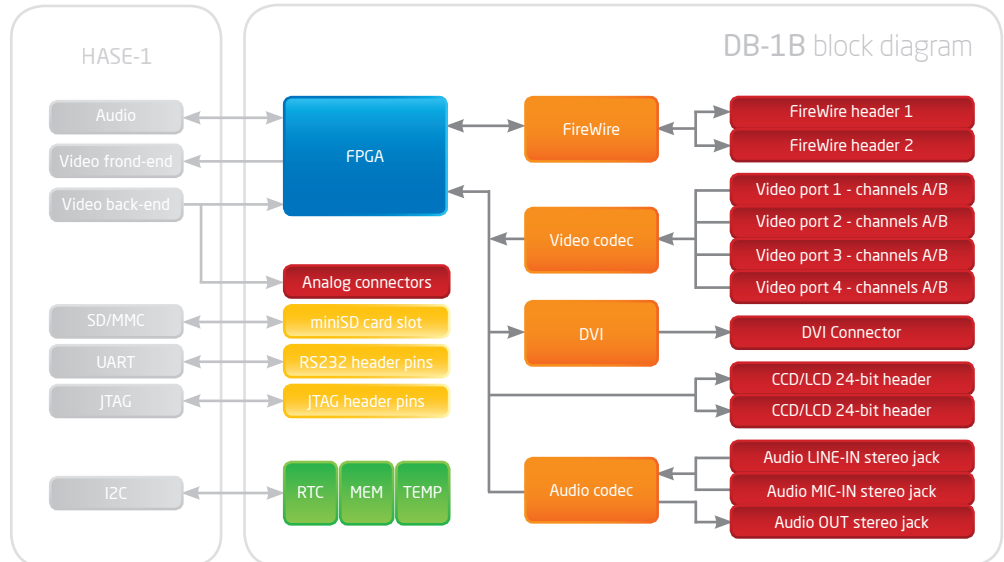 HASE-1
DB-1B block diagram
Audio
Video frond-end
Video back-end
SD/MMC
UART
JTAG
I2C
FPGA
Analog connectors
miniSD card slot
RS232 header pins
JTAG header pins
RTC
MEM
TEMP
FireWire
Video codec
DVI
Audio codec
FireWire header 1
FireWire header 2
Video port 1 - channels A/B
Video port 2 - channels A/B
Video port 3 - channels A/B
Video port 4 - channels A/B
DVI Connector
CCD/LCD 24-bit header
CCD/LCD 24-bit header
Audio LINE-IN stereo jack
Audio MIC-IN stereo jack
Audio OUT stereo jack